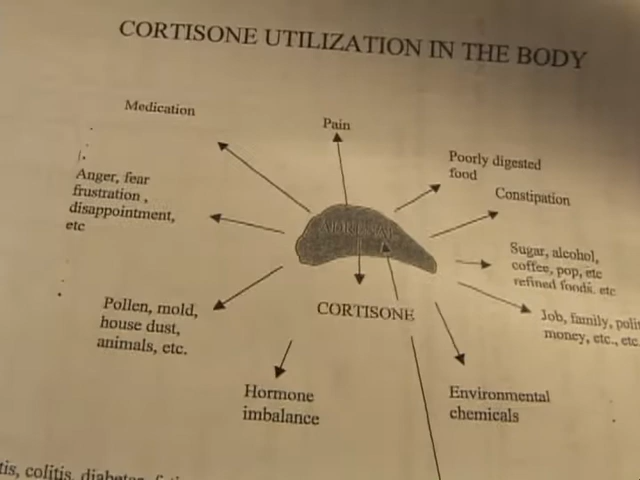 CORTISONE UTILIZATION IN THE BODY
Medication
Pain
Poorly digested
food
Constipation
Anger, fear
frustration ,
disappointment,
etc
ADRENAL
Sugar, alcohol,
coffee, pop, etc
refined foods. etc
CORTISONE
Pollen, mold,
house dust,
animals, etc.
Job, family,
money, etc., etc
Hormone
imbalance
Environmental
chemicals
colitis,